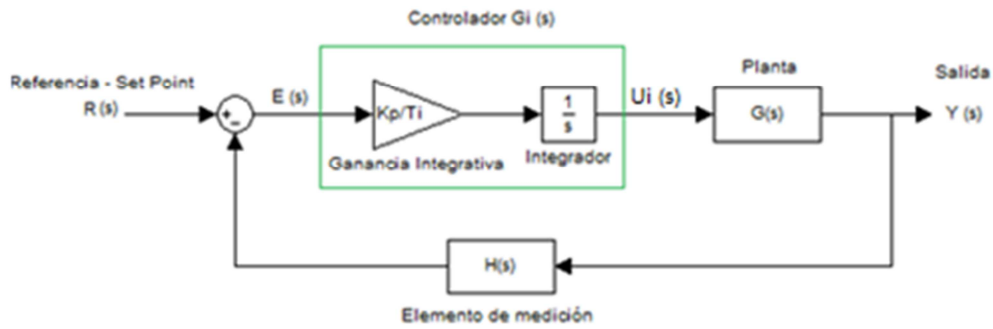 Controlador Gi (s)
Referencia - Set Point
R (s)
E (s)
+
-
Kp/Ti
Ganancia Integrativa
1
s
Integrador
Ui (s)
Planta
G(s)
Salida
Y (s)
H(s)
Elemento de medición